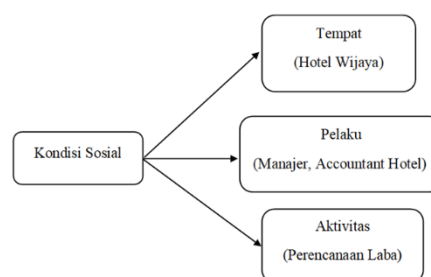 Tempat
(Hotel Wijaya)
Kondisi Sosial
Pelaku
(Manajer, Accountant Hotel)
Aktivitas
(Perencanaan Laba)